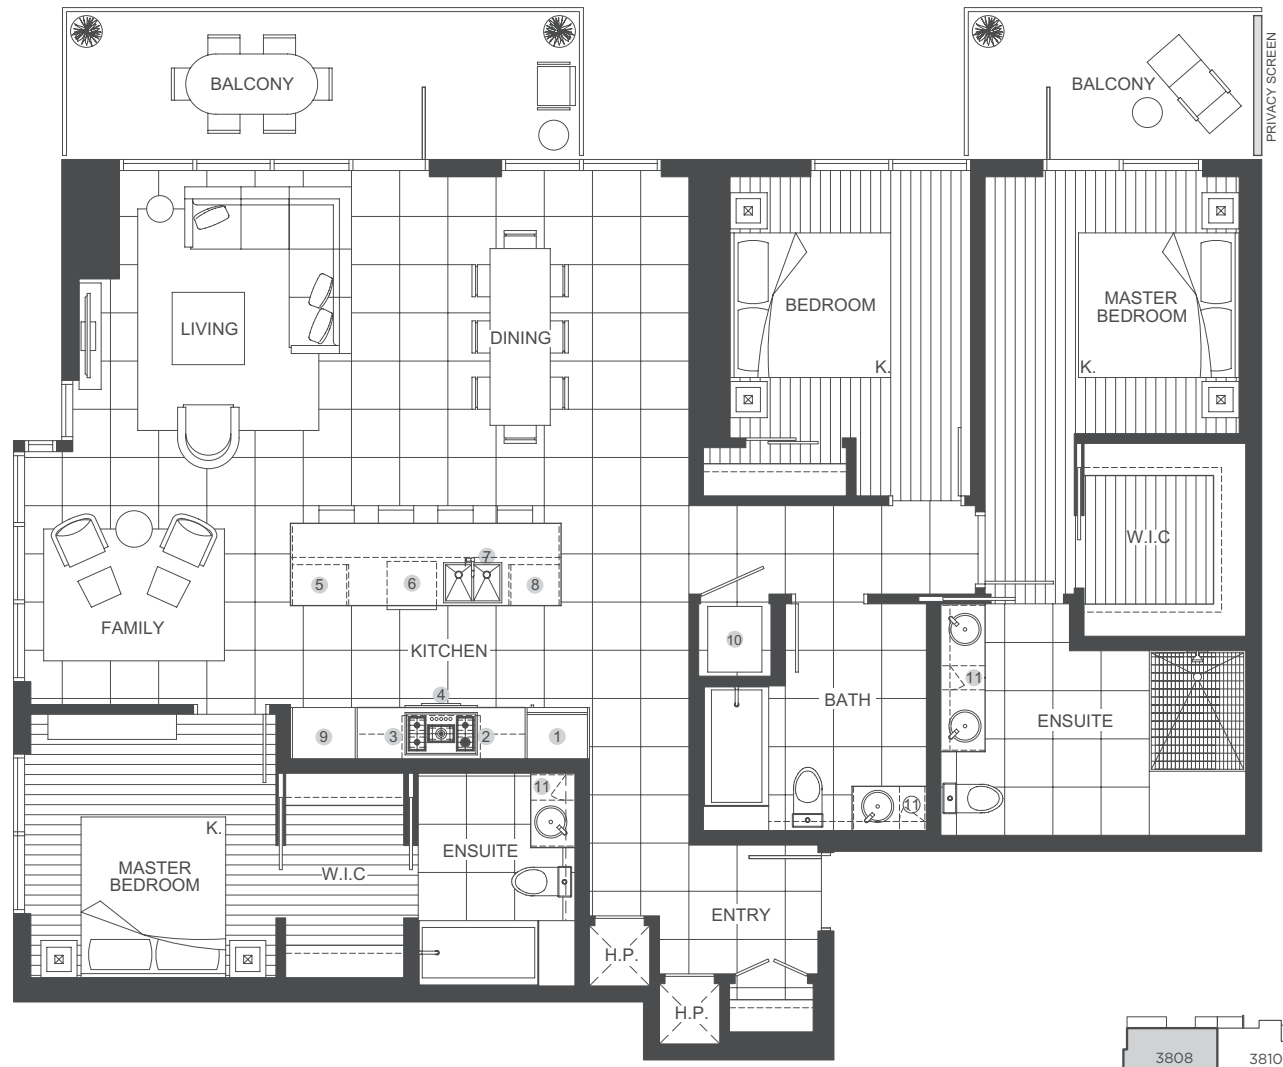 BALCONY
BALCONY
PRIVACY SCREEN
LIVING
DINING
BEDROOM
K.
MASTER
BEDROOM
K.
W.I.C
5
6
7
8
FAMILY
KITCHEN
10
4
9
3
2
1
BATH
11
ENSUITE
11
11
K.
MASTER
BEDROOM
W.I.C
ENSUITE
ENTRY
H.P.
H.P.
3808
3810